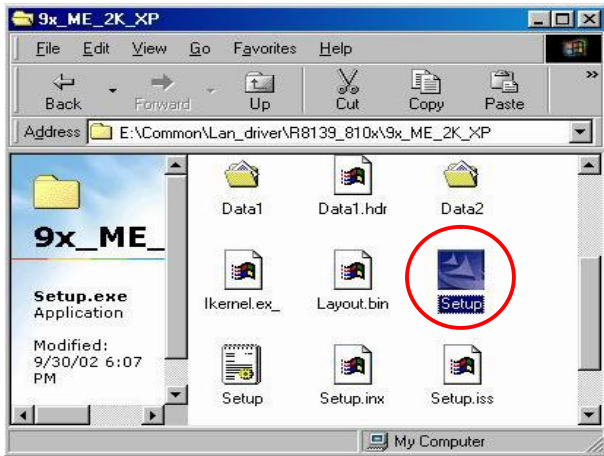 9x_ME_2K_XP
File Edit View Go Favorites Help
Back Forward Up Cut Copy Paste »
Address E:\Common\Lan_driver\R8139_810x\9x_ME_2K_XP
9x_ME_
Setup.exe
Application
Modified:
9/30/02 6:07
PM
Data1 Data1.hdr Data2
Ikernel.ex_ Layout.bin Setup
Setup Setup.inx Setup.iss
My Computer